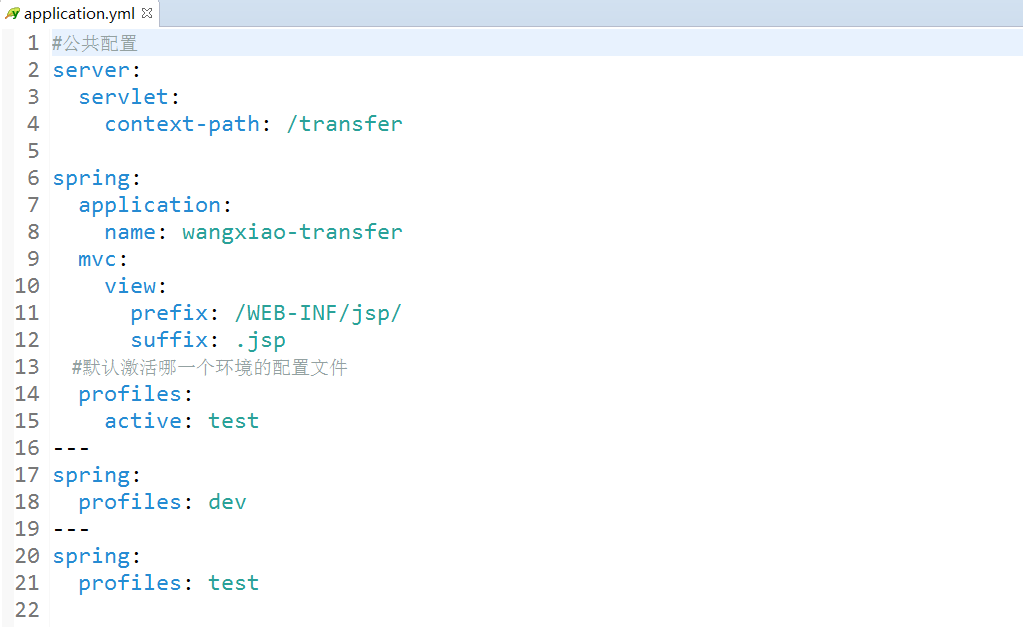 application.yml
1 #公共配置
2 server:
3   servlet:
4     context-path: /transfer
5
6 spring:
7   application:
8     name: wangxiao-transfer
9   mvc:
10     view:
11       prefix: /WEB-INF/jsp/
12       suffix: .jsp
13   #默认激活哪一个环境的配置文件
14   profiles:
15     active: test
16 ---
17 spring:
18   profiles: dev
19 ---
20 spring:
21   profiles: test
22